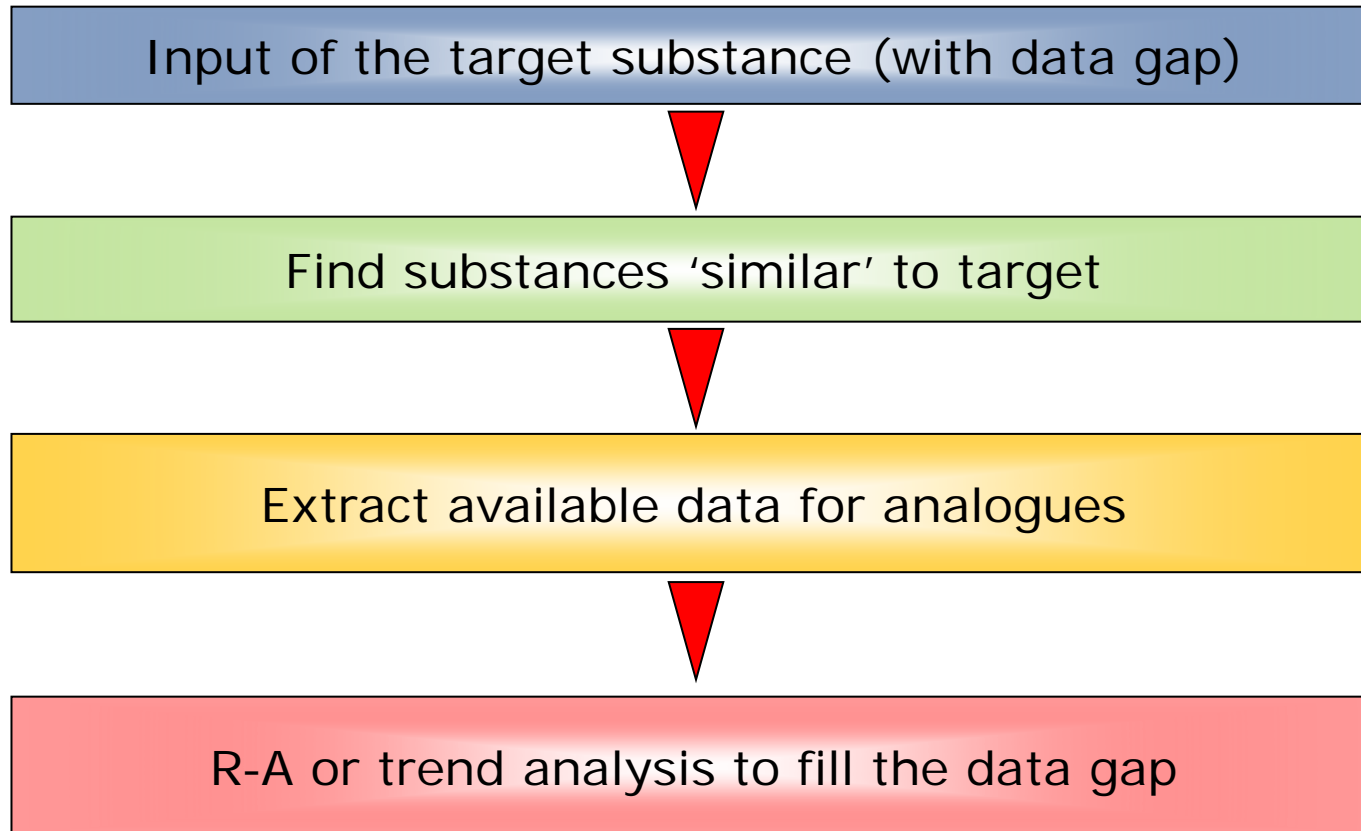 Input of the target substance (with data gap)
Find substances ‘similar’ to target
Extract available data for analogues
R-A or trend analysis to fill the data gap